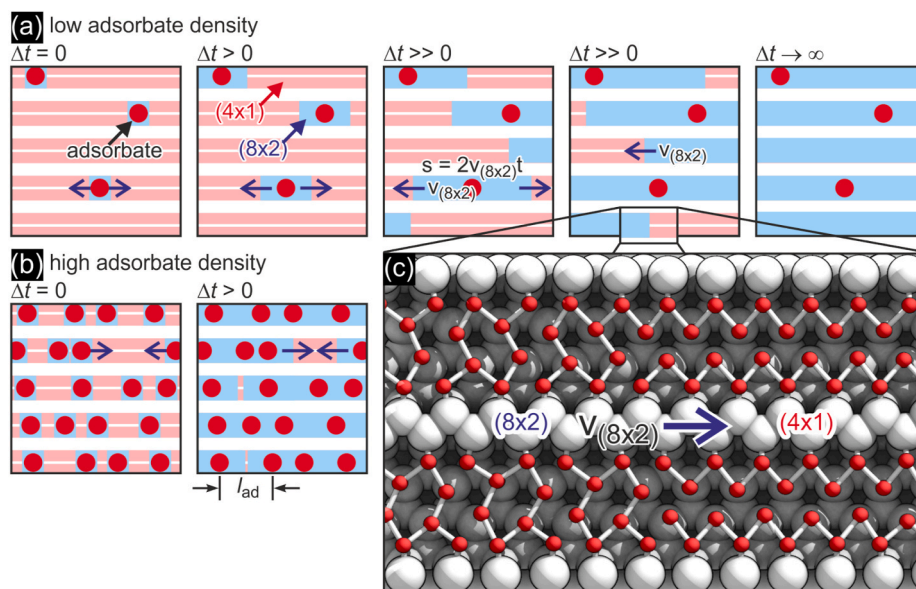 (a) low adsorbate density
Δt = 0
Δt > 0
Δt >> 0
Δt >> 0
Δt → ∞
(4x1)
adsorbate
(8x2)
s = 2v(8x2)t
v(8x2)
v(8x2)
(b) high adsorbate density
Δt = 0
Δt > 0
(c)
(8x2)
v(8x2)
(4x1)
lad